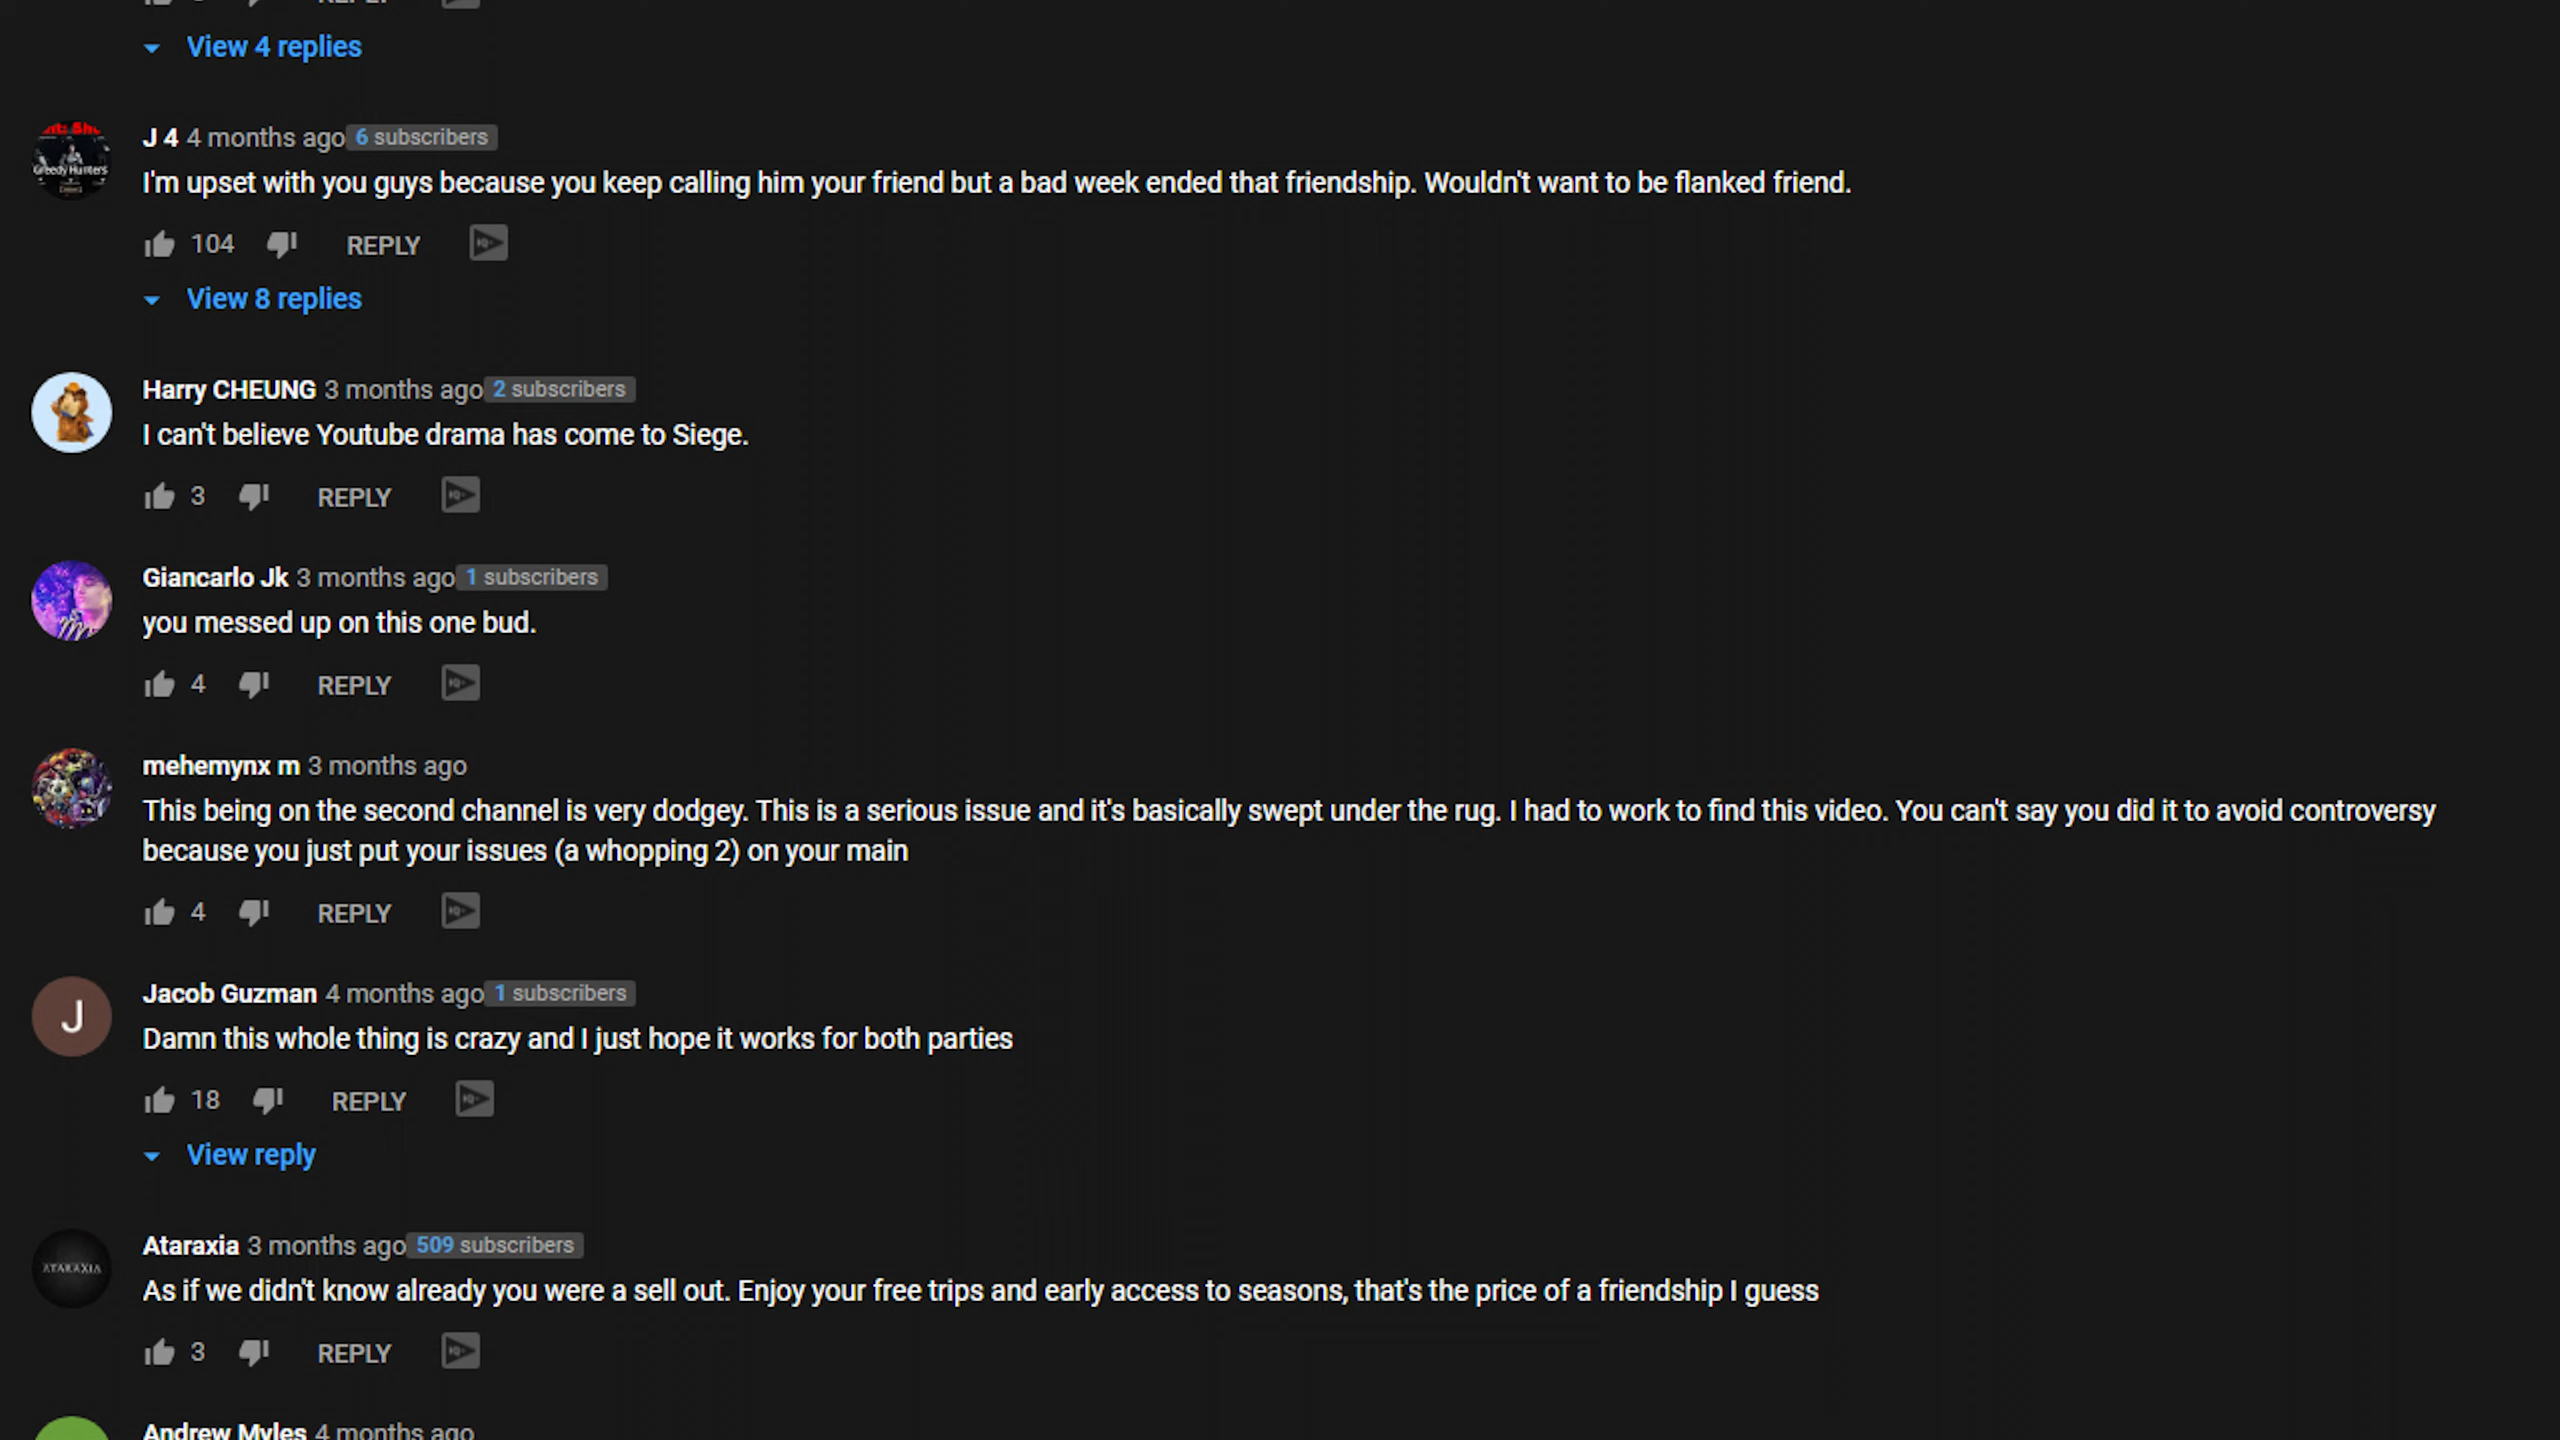 REPLY
View 4 replies
J 4 4 months ago 6 subscribers
I'm upset with you guys because you keep calling him your friend but a bad week ended that friendship. Wouldn't want to be flanked friend.
104 REPLY
View 8 replies
Greedy Hunters
Harry CHEUNG 3 months ago 2 subscribers
I can't believe Youtube drama has come to Siege.
3 REPLY
Giancarlo Jk 3 months ago 1 subscribers
you messed up on this one bud.
4 REPLY
mehemynx m 3 months ago
This being on the second channel is very dodgey. This is a serious issue and it's basically swept under the rug. I had to work to find this video. You can't say you did it to avoid controversy
because you just put your issues (a whopping 2) on your main
4 REPLY
J
Jacob Guzman 4 months ago 1 subscribers
Damn this whole thing is crazy and I just hope it works for both parties
18 REPLY
View reply
ATARAXIA
Ataraxia 3 months ago 509 subscribers
As if we didn't know already you were a sell out. Enjoy your free trips and early access to seasons, that's the price of a friendship I guess
3 REPLY
Andrew Myles 4 months ago